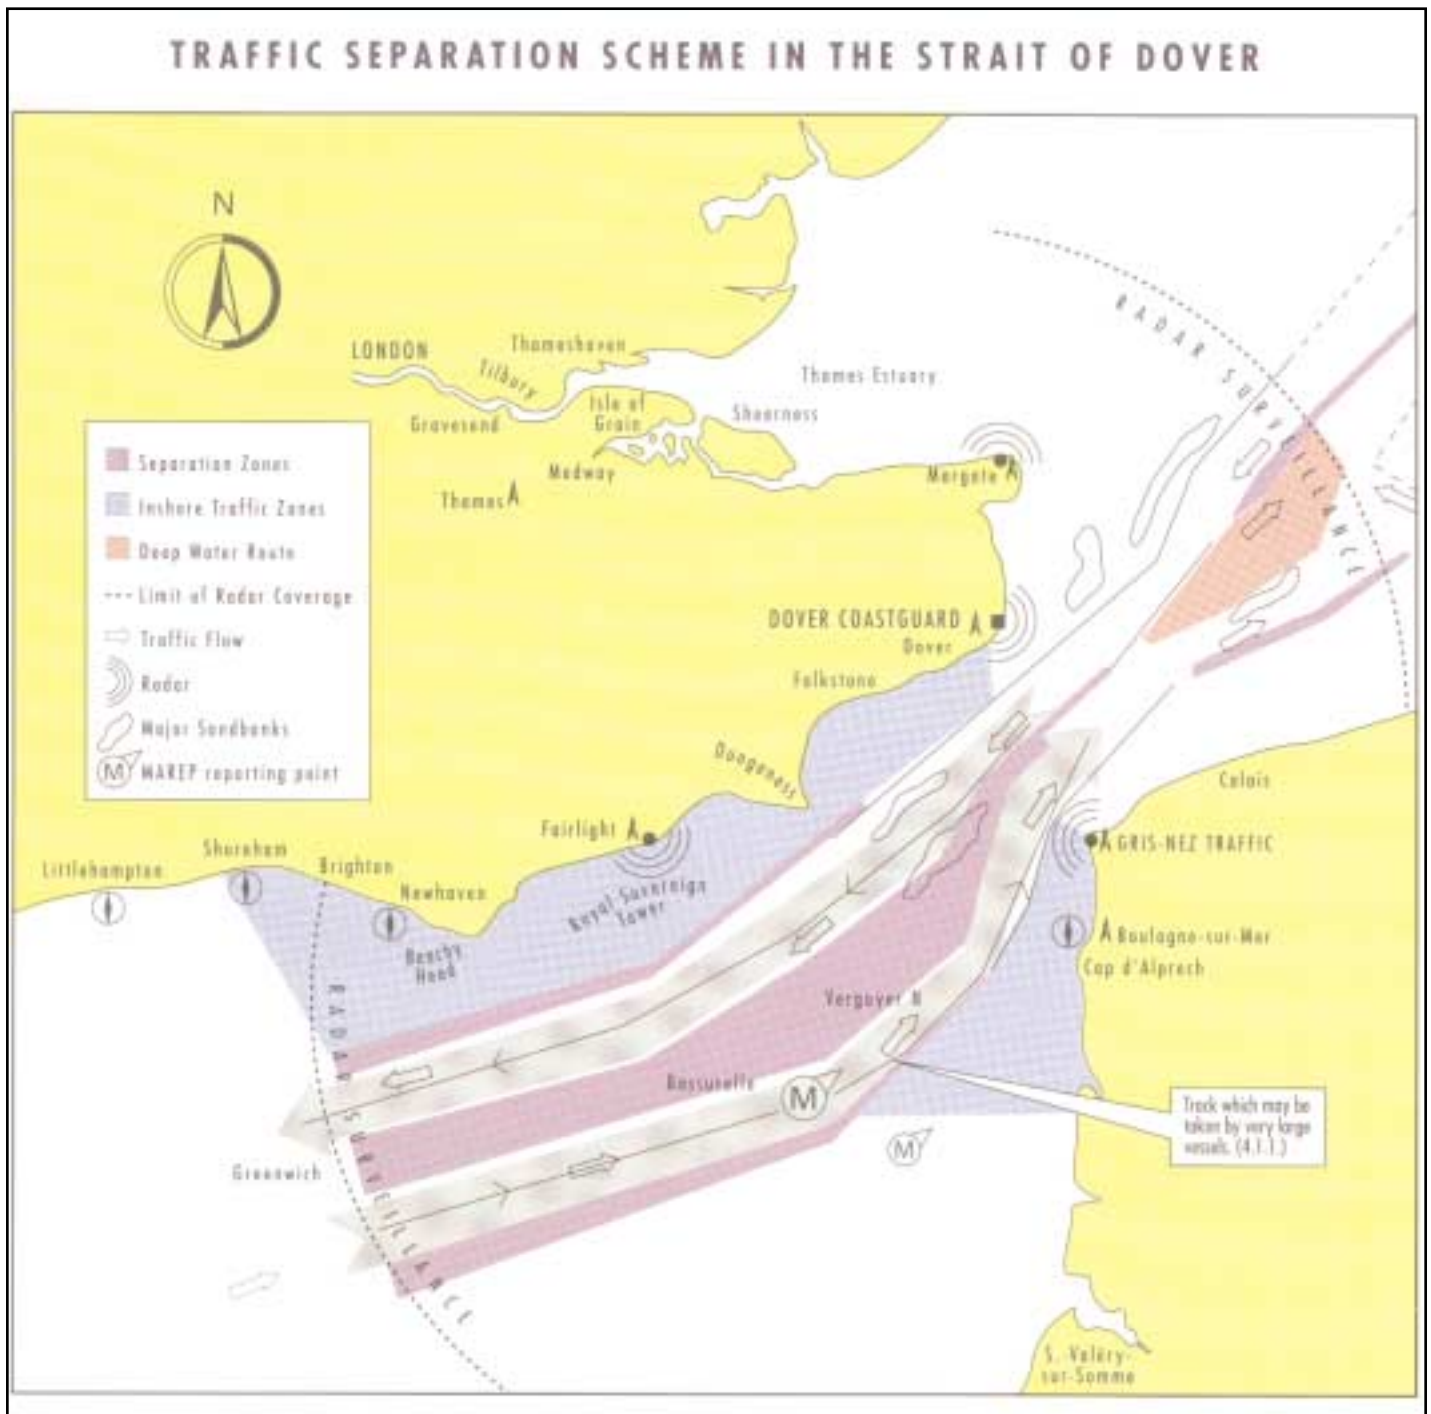 TRAFFIC SEPARATION SCHEME IN THE STRAIT OF DOVER
N
RADAR SURVEILLANCE
LONDON
Thameshaven
Tilbury
Thames Estuary
Isle of
Grain
Sheerness
Gravesend
Medway
Margate
Thames
Separation Zones
Inshore Traffic Zones
Deep Water Route
Limit of Radar Coverage
Traffic Flow
Radar
Major Sandbanks
M
MAREP reporting point
DOVER COASTGUARD
Dover
Folkstone
Dungeness
Calais
Fairlight
GRIS-NEZ TRAFFIC
Littlehampton
Shoreham
Brighton
Newhaven
Royal Sovereign
Tower
Beachy
Head
Boulogne-sur-Mer
Cap d'Alprech
Vergoyer N
RADAR SURVEILLANCE
Bassurelle
M
M
Track which may be
taken by very large
vessels. (4.1.1.)
Greenwich
S. Valéry-
sur-Somme